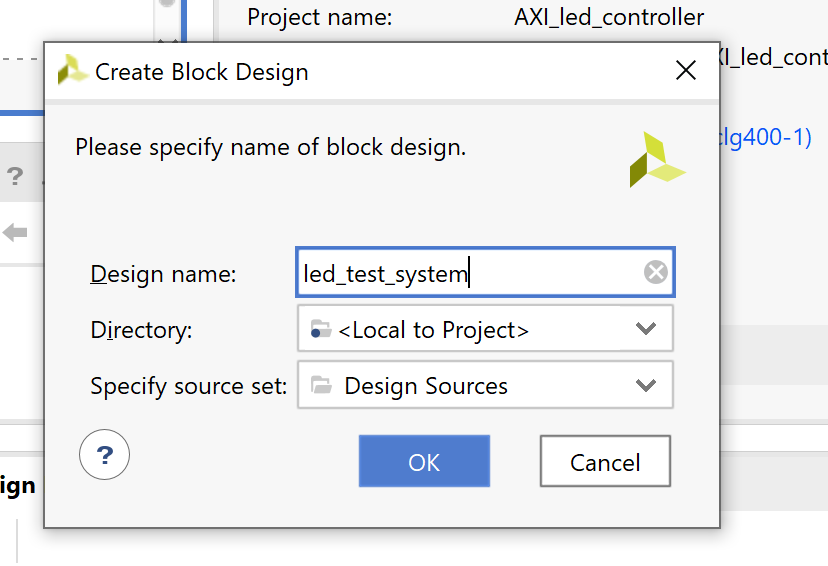 Project name: AXI_led_controller
XI_led_cont
Create Block Design
Please specify name of block design.
clg400-1)
?
Design name: led_test_system
Directory: <Local to Project>
Specify source set: Design Sources
? OK Cancel
ign